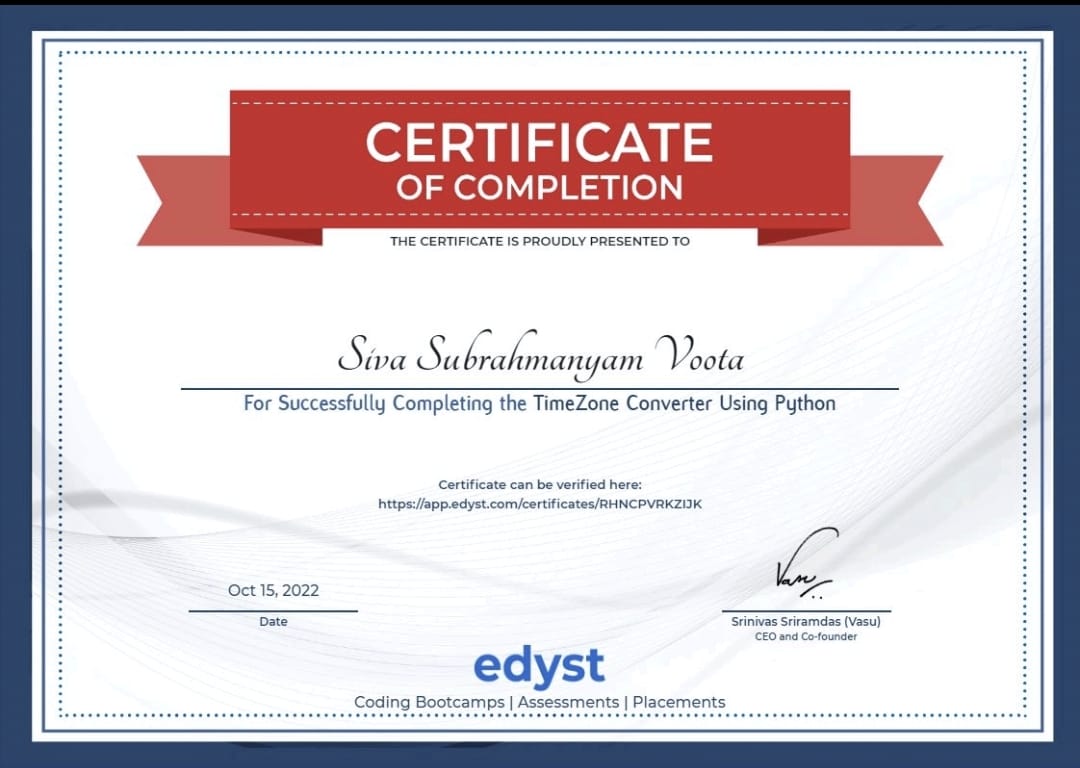 CERTIFICATE
OF COMPLETION
THE CERTIFICATE IS PROUDLY PRESENTED TO
Siva Subrahmanyam Voota
For Successfully Completing the TimeZone Converter Using Python
Certificate can be verified here:
https://app.edyst.com/certificates/RHNCPVRKZIJK
Oct 15, 2022
Date
Vasu
Srinivas Sriramdas (Vasu)
CEO and Co-founder
edyst
Coding Bootcamps | Assessments | Placements